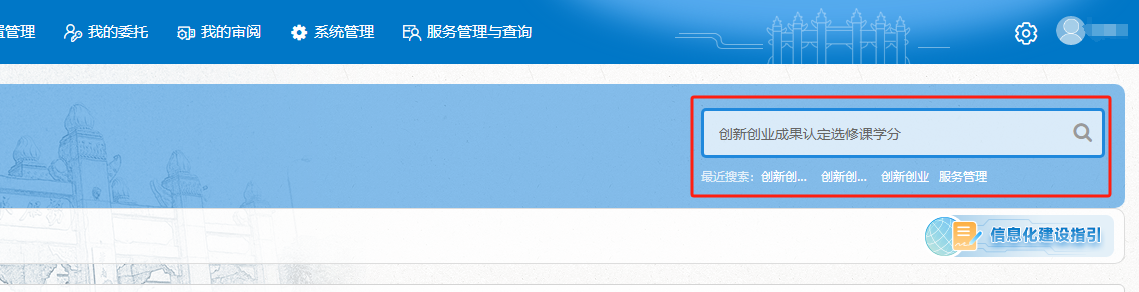 置管理 我的委托 我的审阅 系统管理 服务管理与查询
创新创业成果认定选修课学分
最近搜索: 创新创... 创新创... 创新创业 服务管理
信息化建设指引